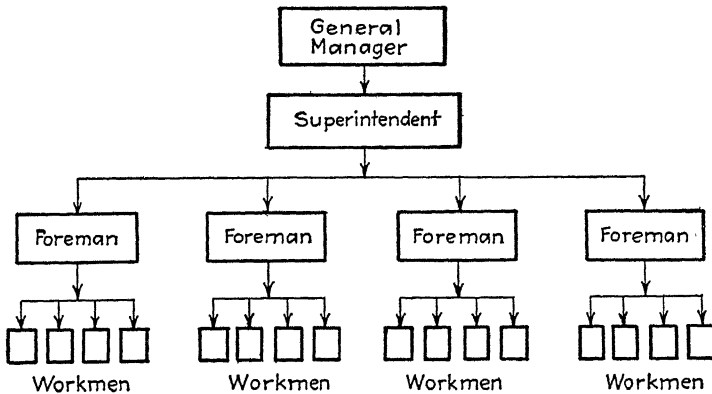 General
Manager
Superintendent
Foreman
Foreman
Foreman
Foreman
Workmen
Workmen
Workmen
Workmen